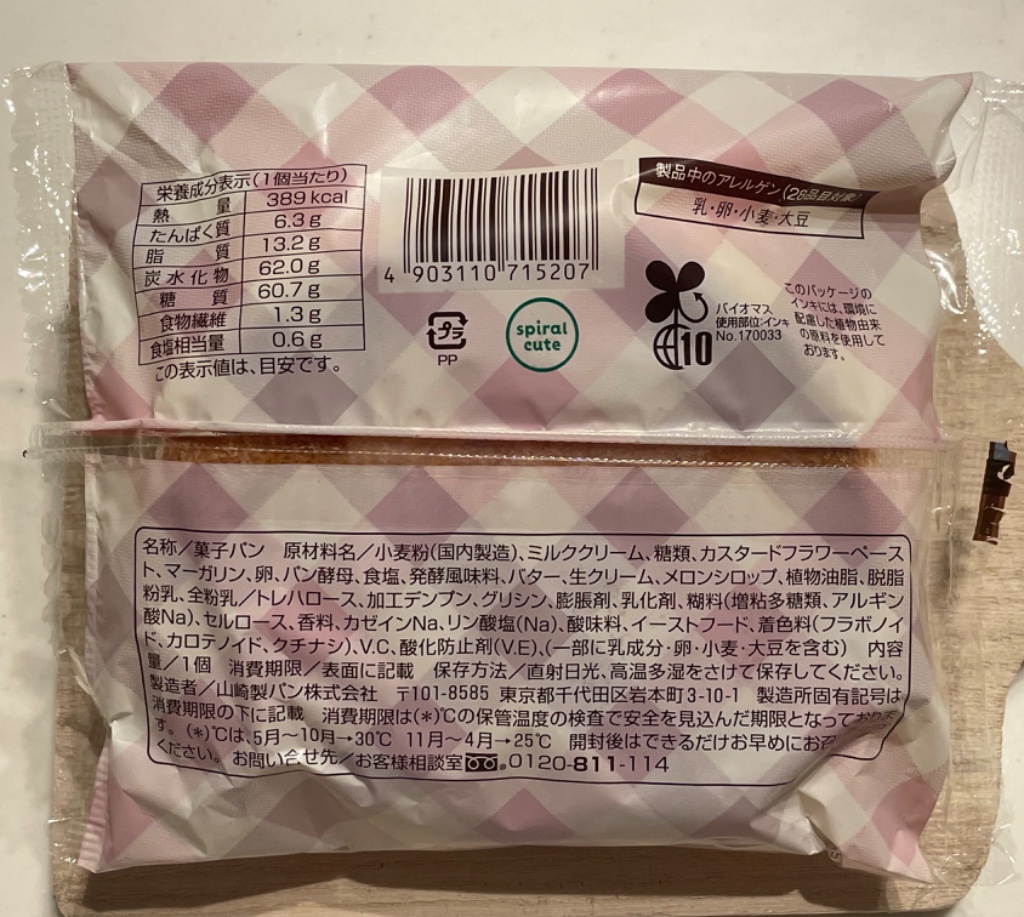 栄養成分表示(1個当たり)
熱量 389 kcal
たんぱく質 6.3 g
脂質 13.2 g
炭水化物 62.0 g
糖質 60.7 g
食物繊維 1.3 g
食塩相当量 0.6 g
この表示値は、目安です。
4 903110 715207
プラ
PP
spiral
cute
製品中のアレルゲン(28品目対象)
乳・卵・小麦・大豆
10
バイオマス
使用部位:インキ
No.170033
このパッケージの
インキには、環境に
配慮した植物由来
の原料を使用して
おります。
名称/菓子パン 原材料名/小麦粉(国内製造)、ミルククリーム、糖類、カスタードフラワーペース
ト、マーガリン、卵、パン酵母、食塩、発酵風味料、バター、生クリーム、メロンシロップ、植物油脂、脱脂
粉乳、全粉乳/トレハロース、加工デンプン、グリシン、膨脹剤、乳化剤、糊料(増粘多糖類、アルギン
酸Na)、セルロース、香料、カゼインNa、リン酸塩(Na)、酸味料、イーストフード、着色料(フラボノイ
ド、カロテノイド、クチナシ)、V.C、酸化防止剤(V.E)、(一部に乳成分・卵・小麦・大豆を含む) 内容
量/1個 消費期限/表面に記載 保存方法/直射日光、高温多湿をさけて保存してください。
製造者/山崎製パン株式会社 〒101-8585 東京都千代田区岩本町3-10-1 製造所固有記号は
消費期限の下に記載 消費期限は(*)℃の保管温度の検査で安全を見込んだ期限となっており
す。(*)℃は、5月~10月→30℃ 11月~4月→25℃ 開封後はできるだけお早めにお
ください。 お問い合せ先/お客様相談室 0120-811-114